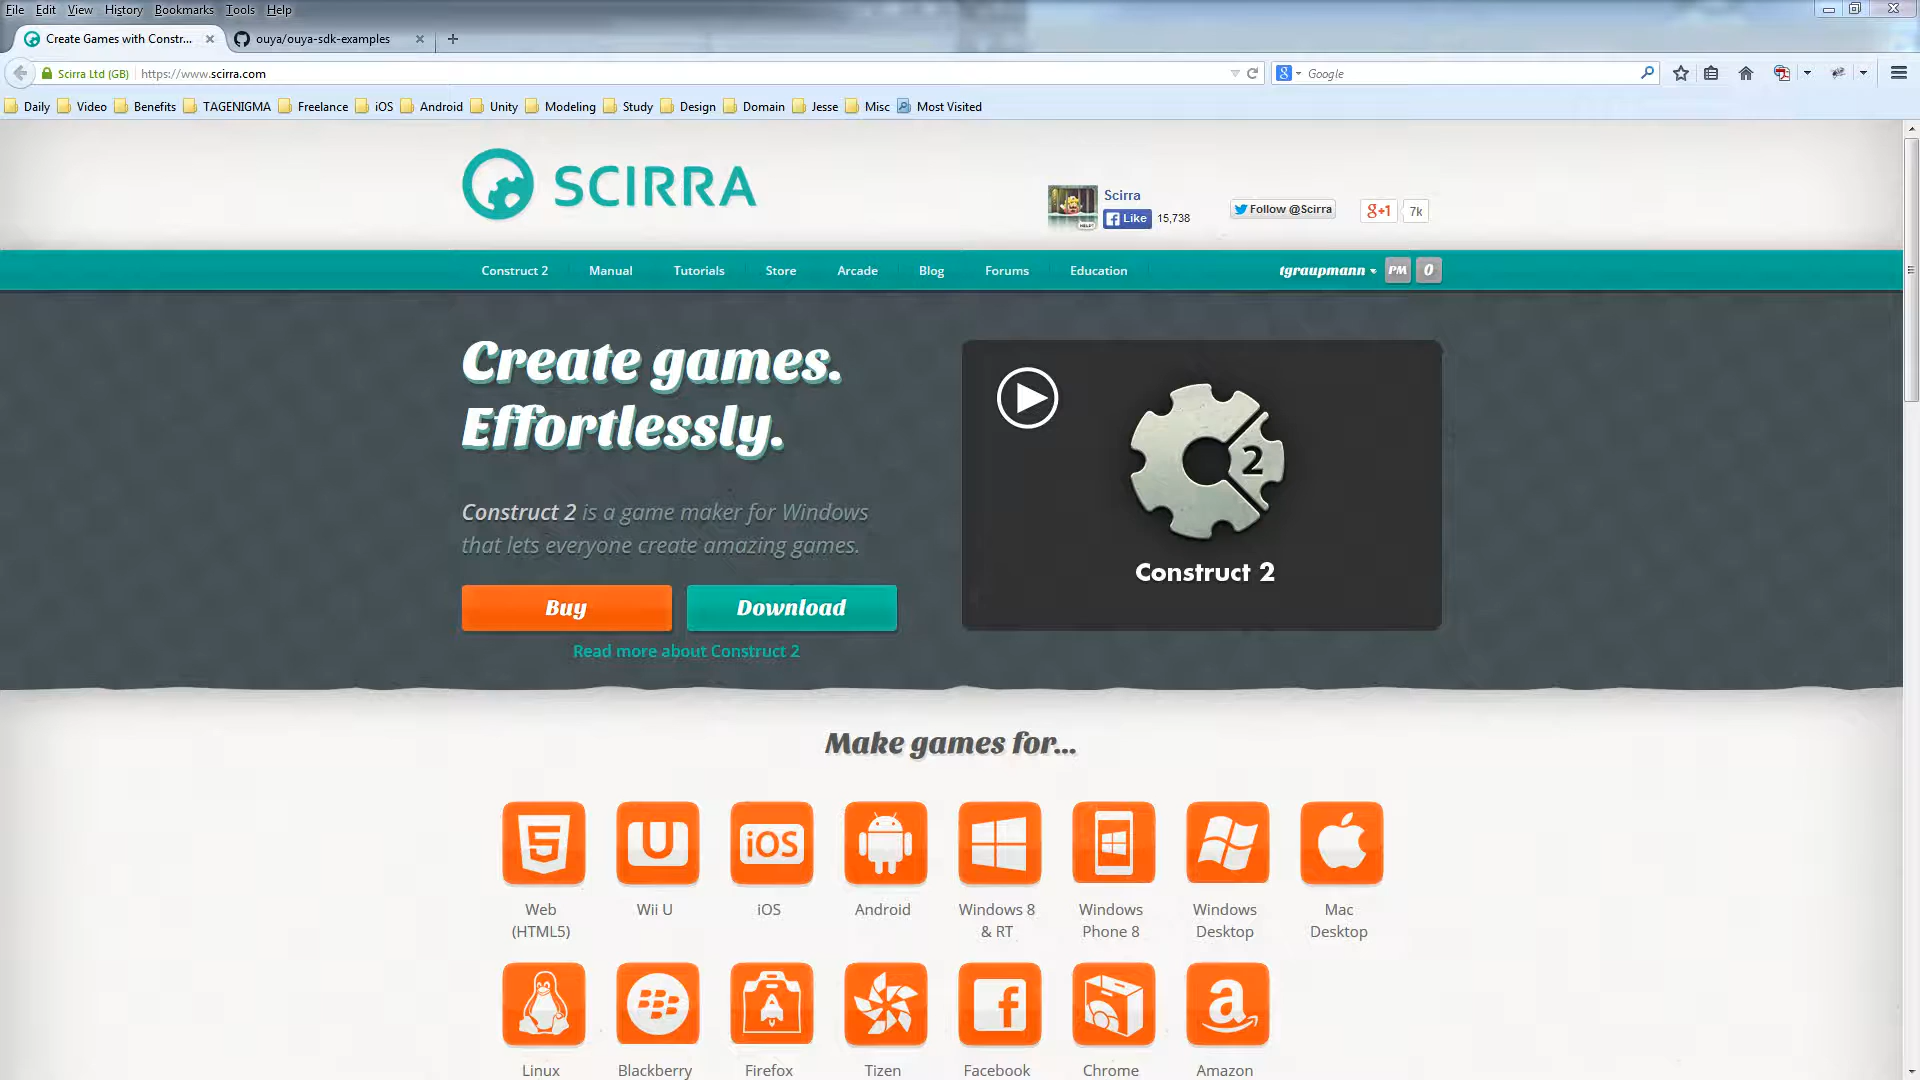 File Edit View History Bookmarks Tools Help
Create Games with Constr... ouya/ouya-sdk-examples
Scirra Ltd (GB) https://www.scirra.com Google
Daily Video Benefits TAGENIGMA Freelance iOS Android Unity Modeling Study Design Domain Jesse Misc Most Visited
SCIRRA
Scirra
Like 15,738 Follow @Scirra g+1 7k
HELP!
Construct 2 Manual Tutorials Store Arcade Blog Forums Education tgraupmann PM 0
Create games.
Effortlessly.
2
Construct 2
Construct 2 is a game maker for Windows
that lets everyone create amazing games.
Buy Download
Read more about Construct 2
Make games for...
5 U iOS
Web Wii U iOS Android Windows 8 Windows Windows Mac
(HTML5) & RT Phone 8 Desktop Desktop
f a
Linux Blackberry Firefox Tizen Facebook Chrome Amazon